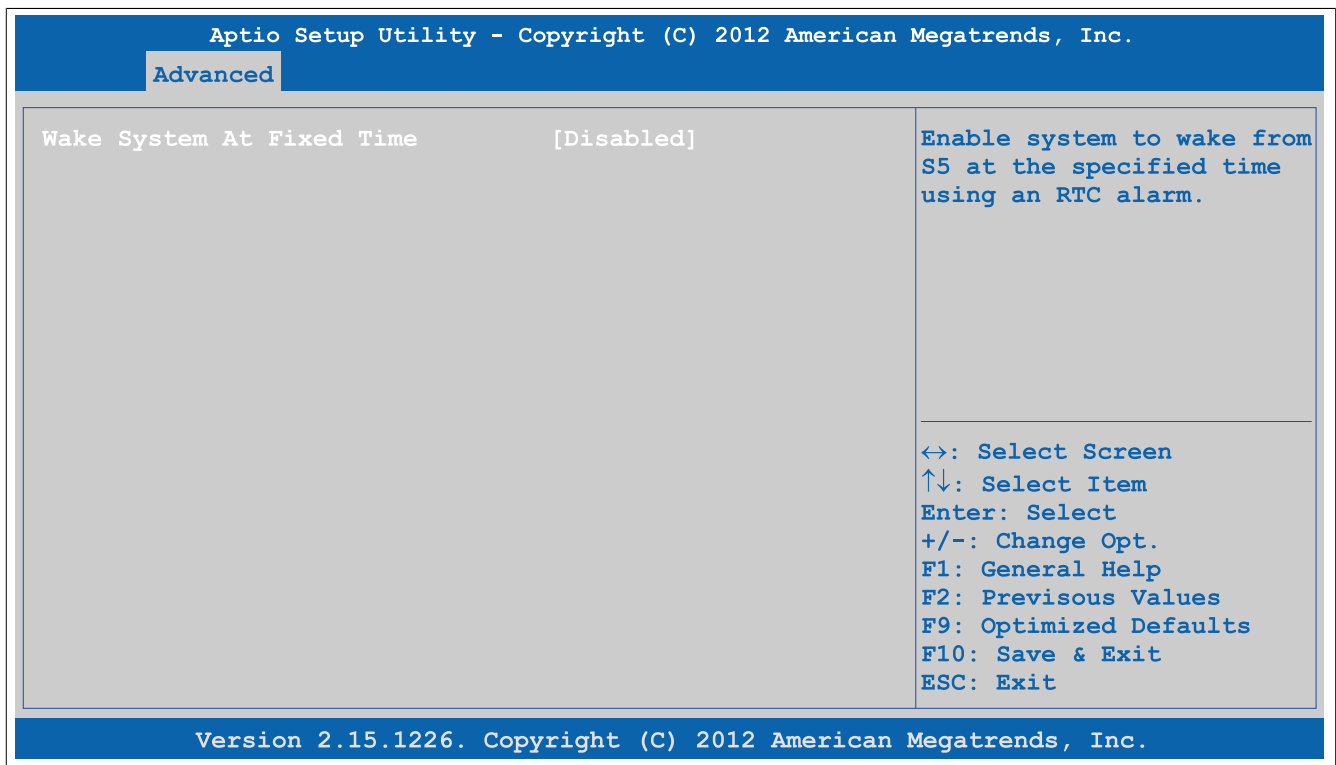 Aptio Setup Utility - Copyright (C) 2012 American Megatrends, Inc.
Advanced
Wake System At Fixed Time [Disabled]
Enable system to wake from
S5 at the specified time
using an RTC alarm.
↔: Select Screen
↑↓: Select Item
Enter: Select
+/-: Change Opt.
F1: General Help
F2: Previsous Values
F9: Optimized Defaults
F10: Save & Exit
ESC: Exit
Version 2.15.1226. Copyright (C) 2012 American Megatrends, Inc.